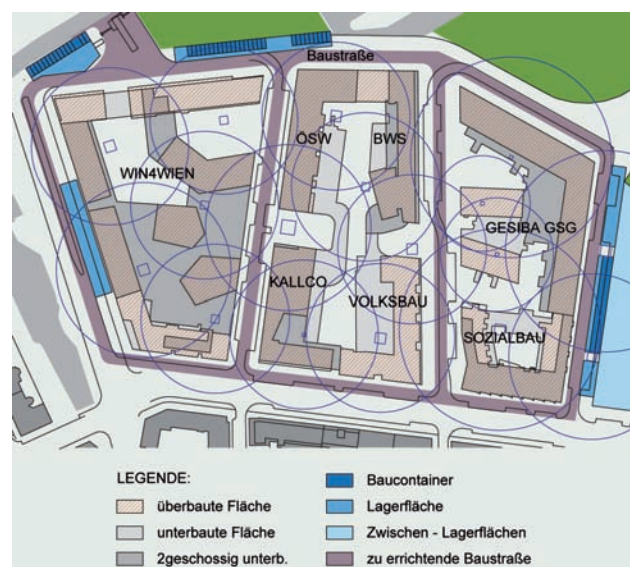 Baustraße
ÖSW
BWS
WIN4WIEN
GESIBA GSG
KALLCO
VOLKSBAU
SOZIALBAU
LEGENDE:
überbaute Fläche
unterbaute Fläche
2geschossig unterb.
Baucontainer
Lagerfläche
Zwischen - Lagerflächen
zu errichtende Baustraße